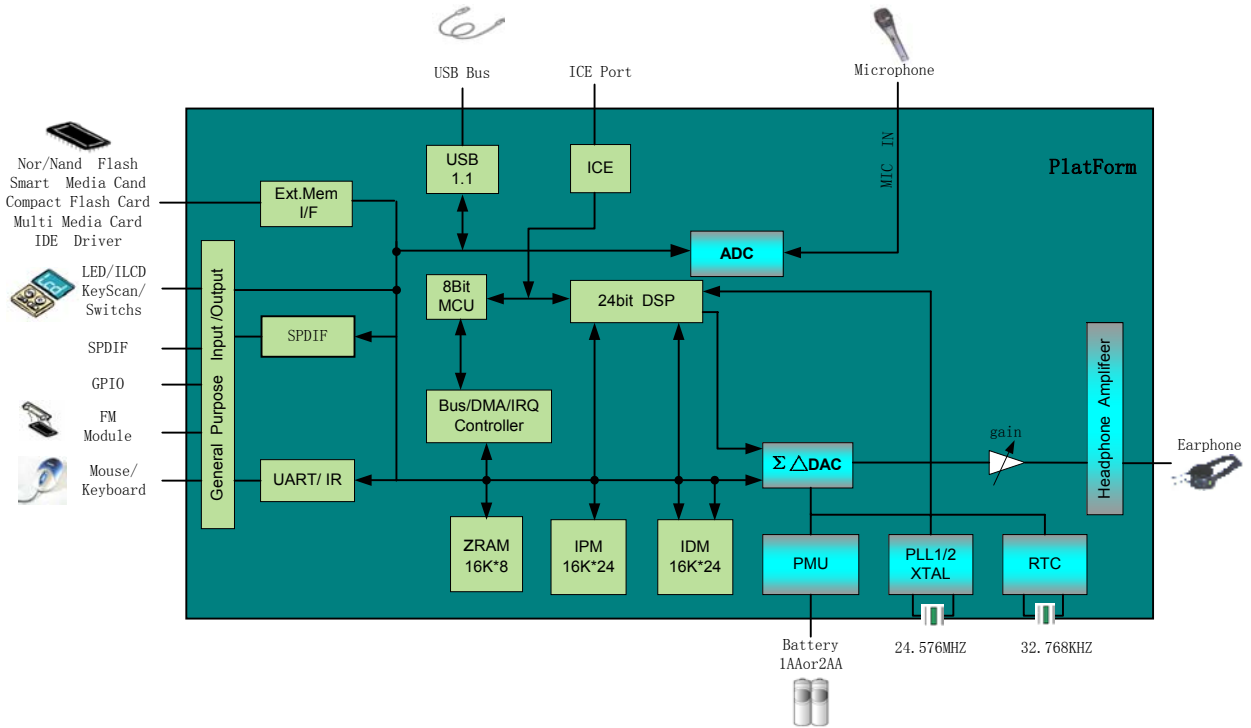 USB Bus
ICE Port
Microphone
Nor/Nand Flash
Smart Media Cand
Compact Flash Card
Multi Media Card
IDE Driver
LED/ILCD
KeyScan/
Switchs
SPDIF
GPIO
FM
Module
Mouse/
Keyboard
PlatForm
MIC IN
USB
1.1
ICE
Ext.Mem
I/F
ADC
8Bit
MCU
24bit DSP
General Purpose Input /Output
SPDIF
Bus/DMA/IRQ
Controller
UART/ IR
Σ △DAC
gain
Headphone Amplifeer
Earphone
ZRAM
16K*8
IPM
16K*24
IDM
16K*24
PMU
PLL1/2
XTAL
RTC
Battery
1AAor2AA
24.576MHZ
32.768KHZ